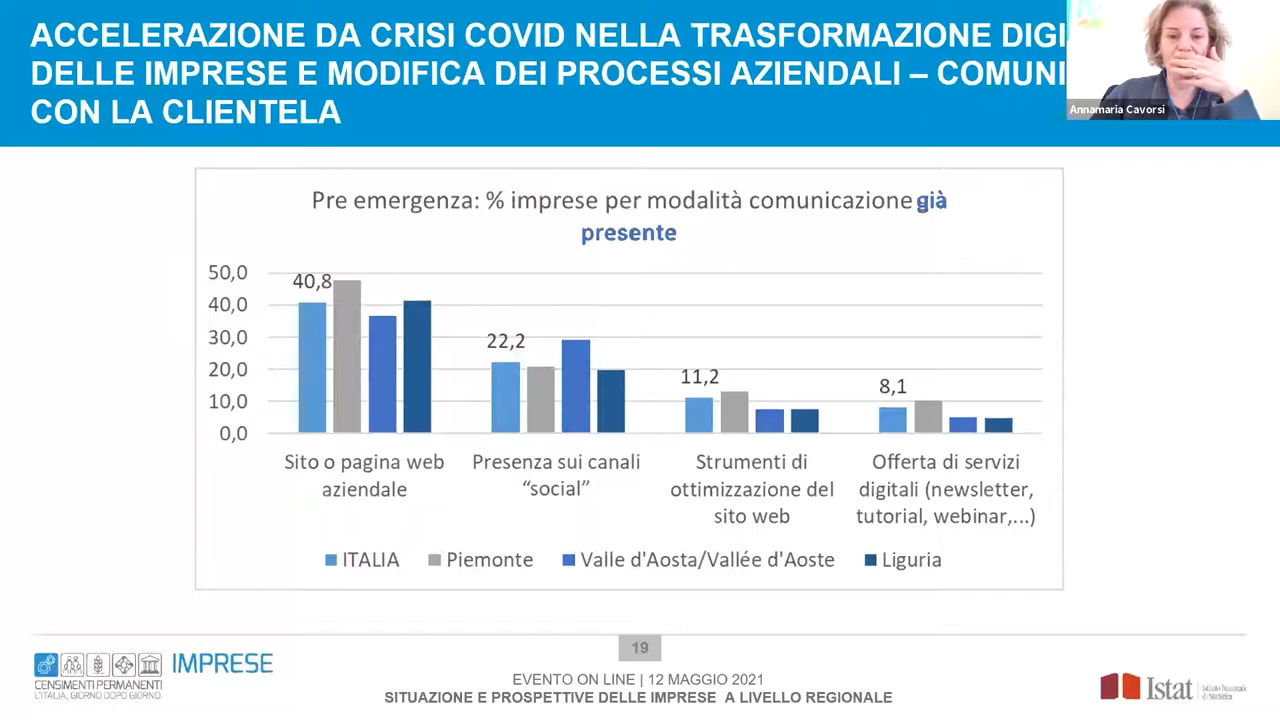 ACCELERAZIONE DA CRISI COVID NELLA TRASFORMAZIONE DIGI
DELLE IMPRESE E MODIFICA DEI PROCESSI AZIENDALI – COMUNI
CON LA CLIENTELA
Annamaria Cavorsi
Pre emergenza: % imprese per modalità comunicazione già
presente
50,0
40,0
30,0
20,0
10,0
0,0
40,8
22,2
11,2
8,1
Sito o pagina web
aziendale
Presenza sui canali
“social”
Strumenti di
ottimizzazione del
sito web
Offerta di servizi
digitali (newsletter,
tutorial, webinar,...)
ITALIA Piemonte Valle d'Aosta/Vallée d'Aoste Liguria
19
IMPRESE
CENSIMENTI PERMANENTI
L'ITALIA, GIORNO DOPO GIORNO.
EVENTO ON LINE | 12 MAGGIO 2021
SITUAZIONE E PROSPETTIVE DELLE IMPRESE A LIVELLO REGIONALE
Istat
Istituto Nazionale
di Statistica